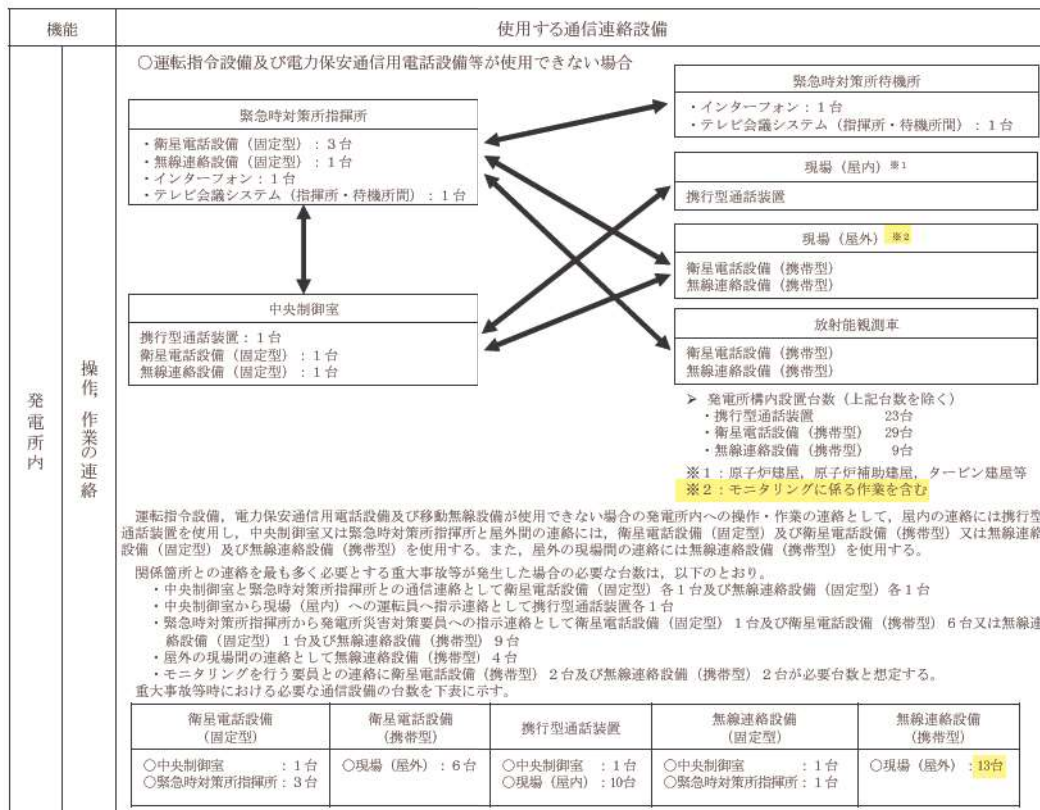 機能
使用する通信連絡設備
発電所内
操作，作業の連絡
○運転指令設備及び電力保安通信用電話設備等が使用できない場合
緊急時対策所指揮所
・衛星電話設備（固定型）：3台
・無線連絡設備（固定型）：1台
・インターフォン：1台
・テレビ会議システム（指揮所・待機所間）：1台
中央制御室
携行型通話装置：1台
衛星電話設備（固定型）：1台
無線連絡設備（固定型）：1台
緊急時対策所待機所
・インターフォン：1台
・テレビ会議システム（指揮所・待機所間）：1台
現場（屋内）※1
携行型通話装置
現場（屋外）※2
衛星電話設備（携帯型）
無線連絡設備（携帯型）
放射能観測車
衛星電話設備（携帯型）
無線連絡設備（携帯型）
➢ 発電所構内設置台数（上記台数を除く）
・携行型通話装置 23台
・衛星電話設備（携帯型） 29台
・無線連絡設備（携帯型） 9台
※1：原子炉建屋，原子炉補助建屋，タービン建屋等
※2：モニタリングに係る作業を含む
運転指令設備，電力保安通信用電話設備及び移動無線設備が使用できない場合の発電所内への操作・作業の連絡として，屋内の連絡には携行型
通話装置を使用し，中央制御室又は緊急時対策所指揮所と屋外間の連絡には，衛星電話設備（固定型）及び衛星電話設備（携帯型）又は無線連絡
設備（固定型）及び無線連絡設備（携帯型）を使用する。また，屋外の現場間の連絡には無線連絡設備（携帯型）を使用する。
関係箇所との連絡を最も多く必要とする重大事故等が発生した場合の必要な台数は，以下のとおり。
・中央制御室と緊急時対策所指揮所との通信連絡として衛星電話設備（固定型）各1台及び無線連絡設備（固定型）各1台
・中央制御室から現場（屋内）への運転員へ指示連絡として携行型通話装置各1台
・緊急時対策所指揮所から発電所災害対策要員への指示連絡として衛星電話設備（固定型）1台及び衛星電話設備（携帯型）6台又は無線連
絡設備（固定型）1台及び無線連絡設備（携帯型）9台
・屋外の現場間の連絡として無線連絡設備（携帯型）4台
・モニタリングを行う要員との連絡に衛星電話設備（携帯型）2台及び無線連絡設備（携帯型）2台が必要台数と想定する。
重大事故等時における必要な通信設備の台数を下表に示す。
衛星電話設備（固定型）
衛星電話設備（携帯型）
携行型通話装置
無線連絡設備（固定型）
無線連絡設備（携帯型）
○中央制御室 ：1台
○緊急時対策所指揮所：3台
○現場（屋外）：6台
○中央制御室 ：1台
○現場（屋内）：10台
○中央制御室 ：1台
○緊急時対策所指揮所：1台
○現場（屋外）：13台